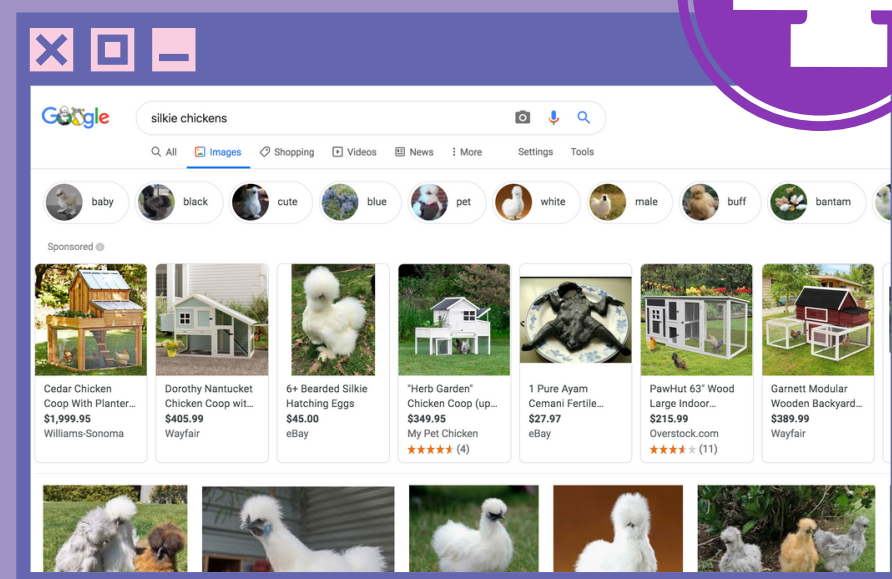 Google
silkie chickens
All Images Shopping Videos News More Settings Tools
baby black cute blue pet white male buff bantam
Sponsored
Cedar Chicken
Coop With Planter...
$1,999.95
Williams-Sonoma
Dorothy Nantucket
Chicken Coop wit...
$405.99
Wayfair
6+ Bearded Silkie
Hatching Eggs
$45.00
eBay
"Herb Garden"
Chicken Coop (up...
$349.95
My Pet Chicken
(4)
1 Pure Ayam
Cemani Fertile...
$27.97
eBay
PawHut 63" Wood
Large Indoor...
$215.99
Overstock.com
(11)
Garnett Modular
Wooden Backyard...
$389.99
Wayfair